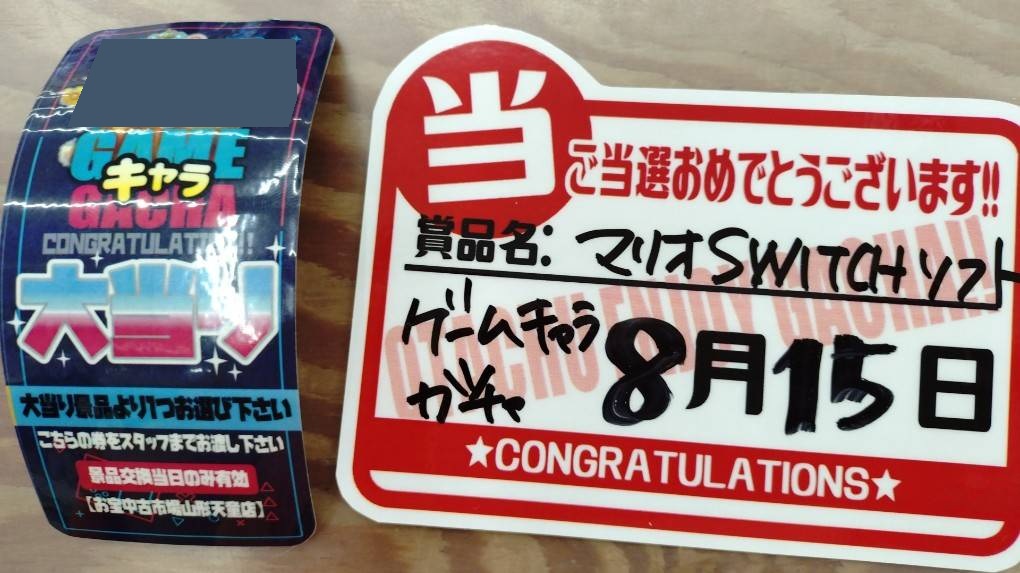 GAME
キャラ
GACHA
CONGRATULATION!!
大当り
大当り景品より1つお選び下さい
こちらの券をスタッフまでお渡し下さい
景品交換当日のみ有効
【お宝中古市場山形天童店】
当
ご当選おめでとうございます!!
賞品名: マリオSWITCHソフト
ゲームキャラ
ガチャ
8月15日
★CONGRATULATIONS★